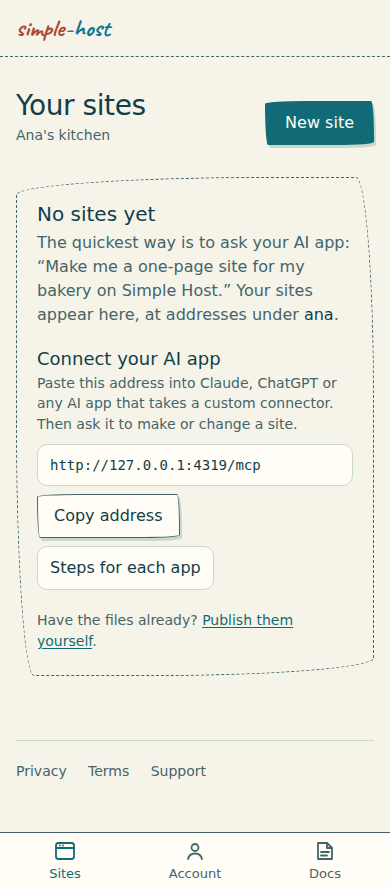 simple-host
Your sites
Ana's kitchen
New site
No sites yet
The quickest way is to ask your AI app:
“Make me a one-page site for my
bakery on Simple Host.” Your sites
appear here, at addresses under ana.
Connect your AI app
Paste this address into Claude, ChatGPT or
any AI app that takes a custom connector.
Then ask it to make or change a site.
http://127.0.0.1:4319/mcp
Copy address
Steps for each app
Have the files already? Publish them
yourself.
Privacy Terms Support
Sites Account Docs